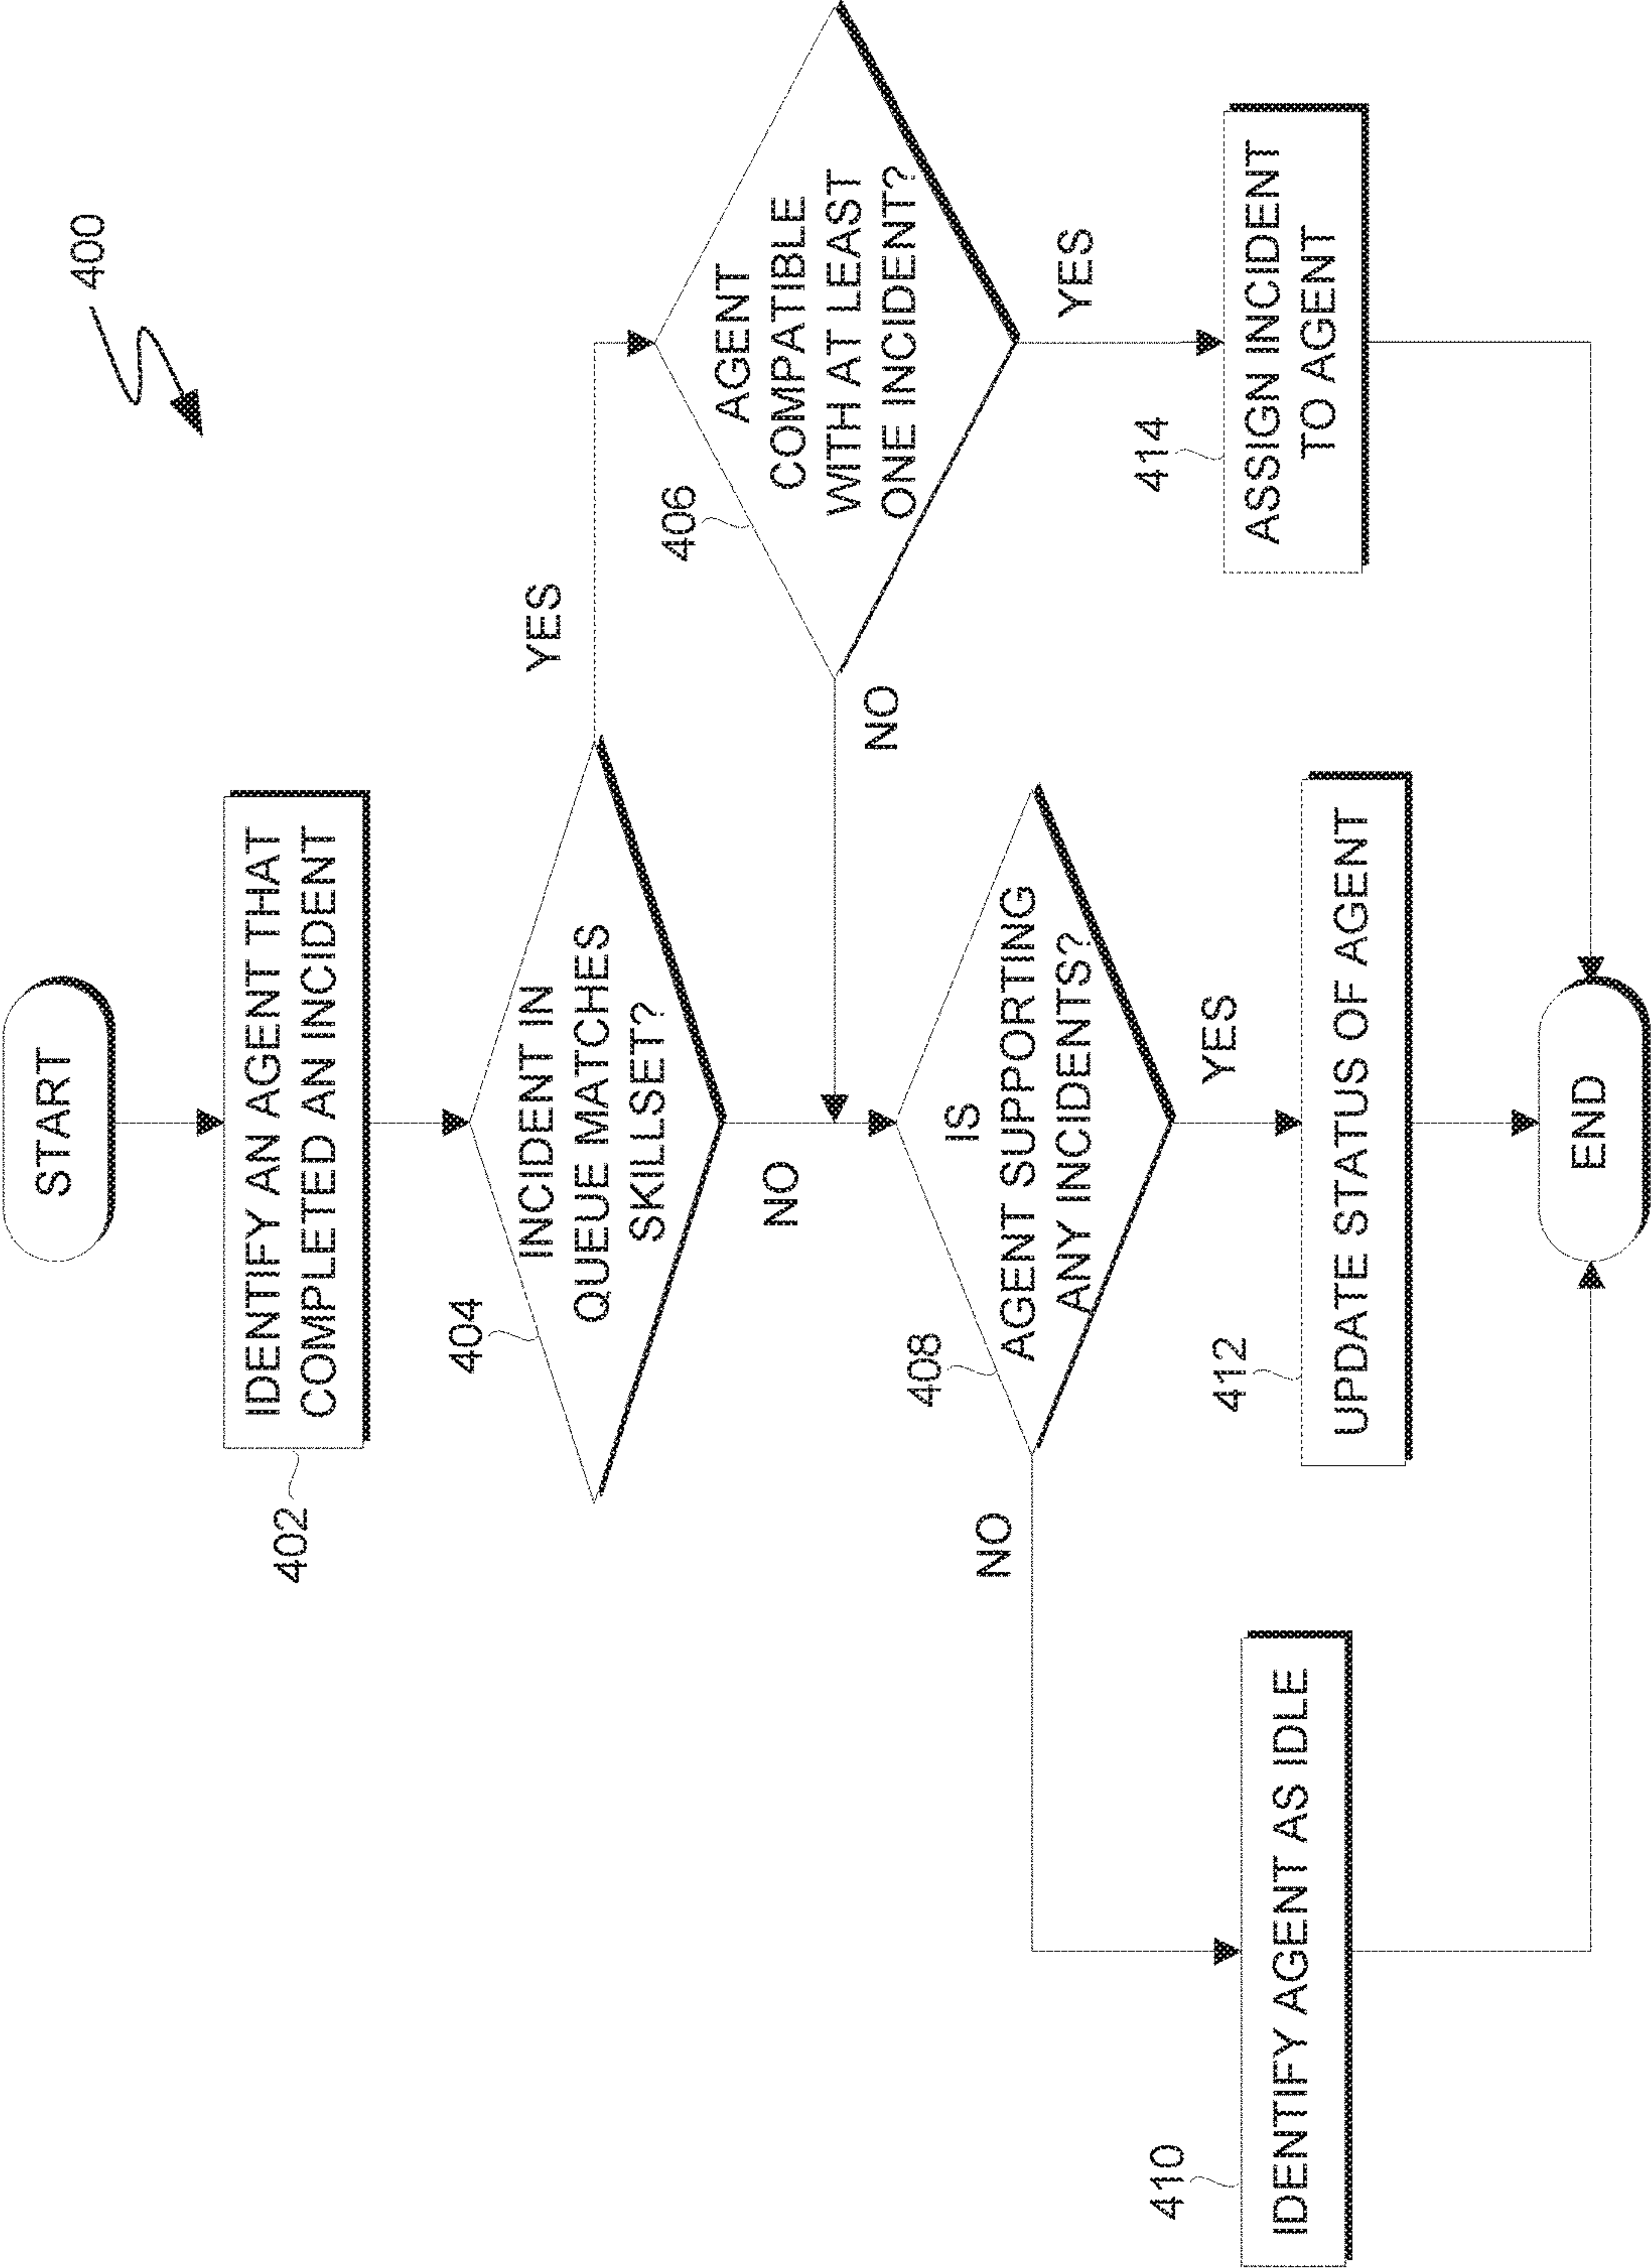 400
START
402
IDENTIFY AN AGENT THAT
COMPLETED AN INCIDENT
404
INCIDENT IN
QUEUE MATCHES
SKILLSET?
YES
NO
406
AGENT
COMPATIBLE
WITH AT LEAST
ONE INCIDENT?
NO
YES
408
IS
AGENT SUPPORTING
ANY INCIDENTS?
NO
YES
410
IDENTIFY AGENT AS IDLE
412
UPDATE STATUS OF AGENT
414
ASSIGN INCIDENT
TO AGENT
END